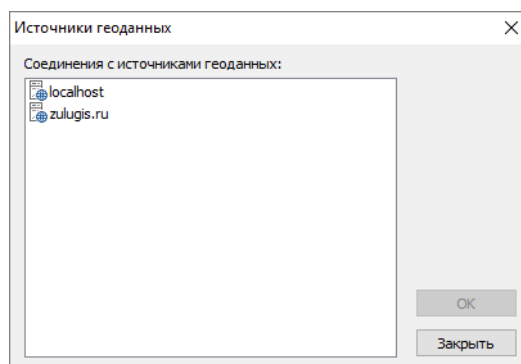 Источники геоданных
Соединения с источниками геоданных:
localhost
zulugis.ru
OK
Закрыть